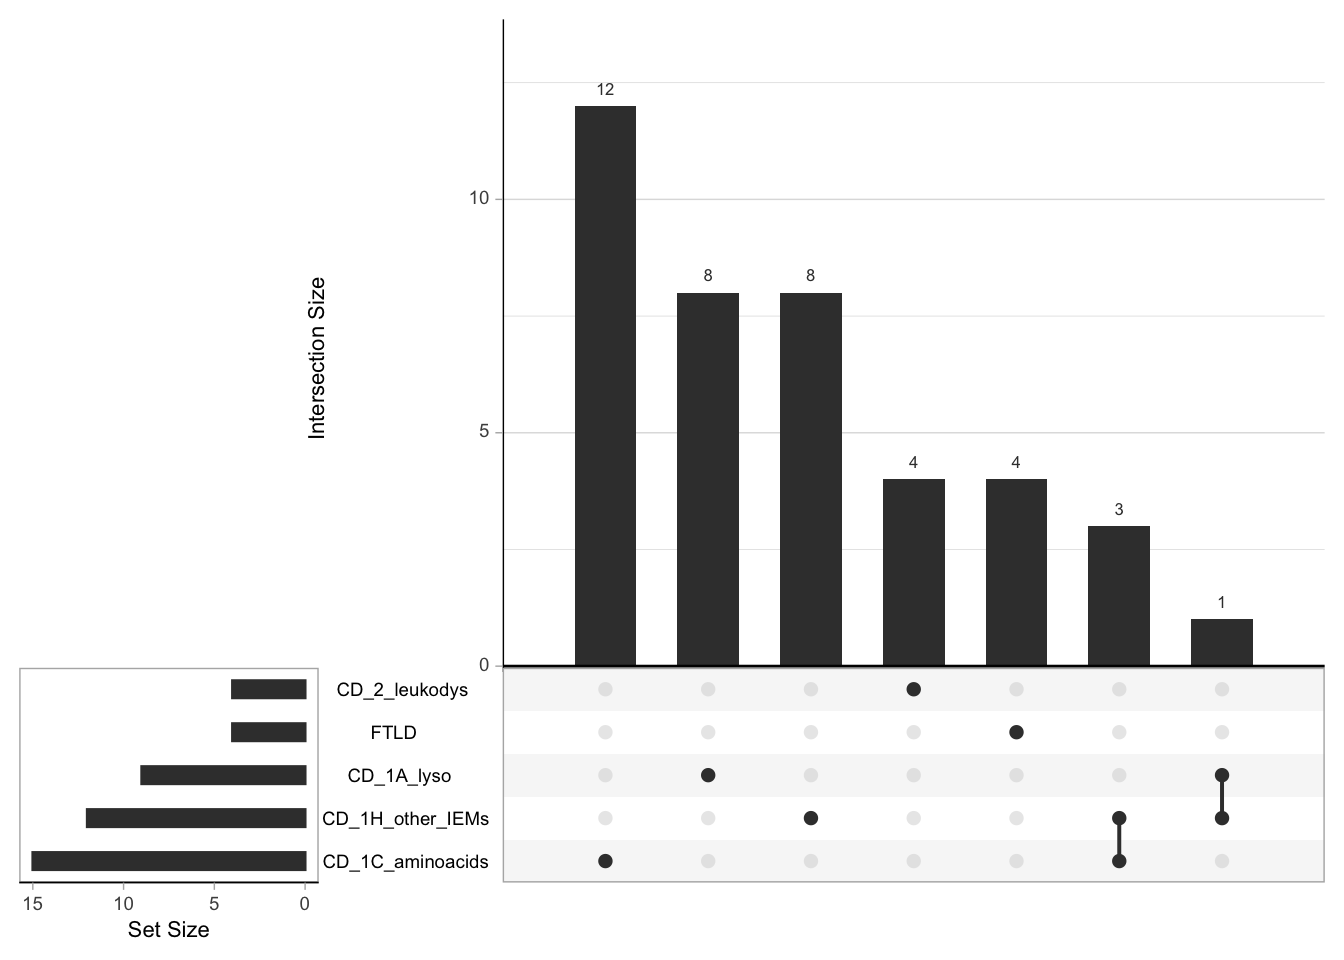 12
10
8
8
Intersection Size
5
4
4
3
1
0
CD_2_leukodys
FTLD
CD_1A_lyso
CD_1H_other_IEMs
CD_1C_aminoacids
15 10 5 0
Set Size